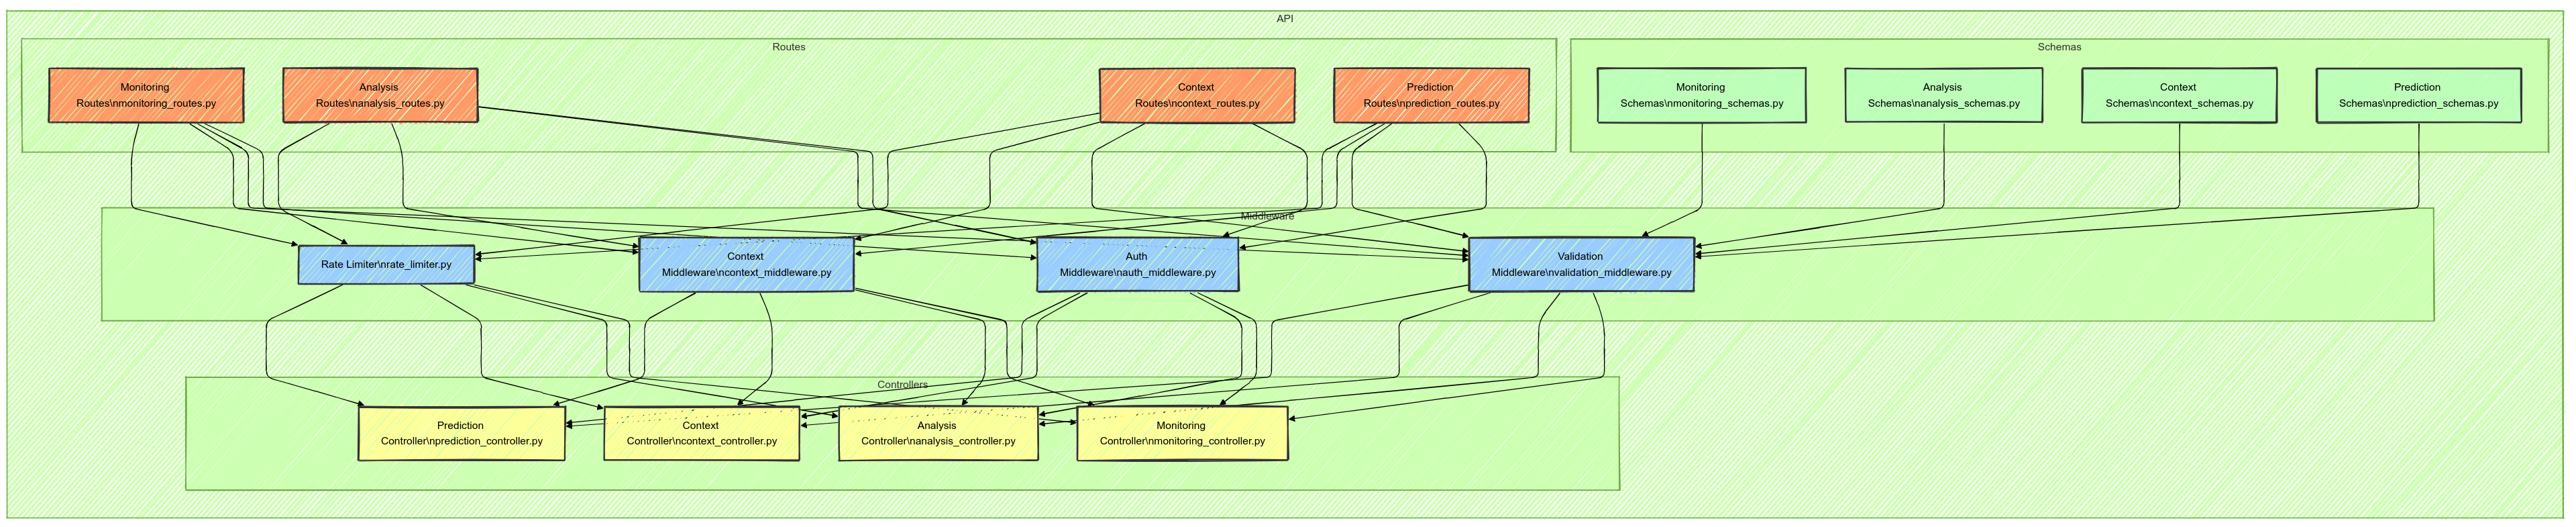 API
Routes
Schemas
Monitoring
Routes\nmonitoring_routes.py
Analysis
Routes\nanalysis_routes.py
Context
Routes\ncontext_routes.py
Prediction
Routes\nprediction_routes.py
Monitoring
Schemas\nmonitoring_schemas.py
Analysis
Schemas\nanalysis_schemas.py
Context
Schemas\ncontext_schemas.py
Prediction
Schemas\nprediction_schemas.py
Middleware
Rate Limiter\nrate_limiter.py
Context
Middleware\ncontext_middleware.py
Auth
Middleware\nauth_middleware.py
Validation
Middleware\nvalidation_middleware.py
Controllers
Prediction
Controller\nprediction_controller.py
Context
Controller\ncontext_controller.py
Analysis
Controller\nanalysis_controller.py
Monitoring
Controller\nmonitoring_controller.py